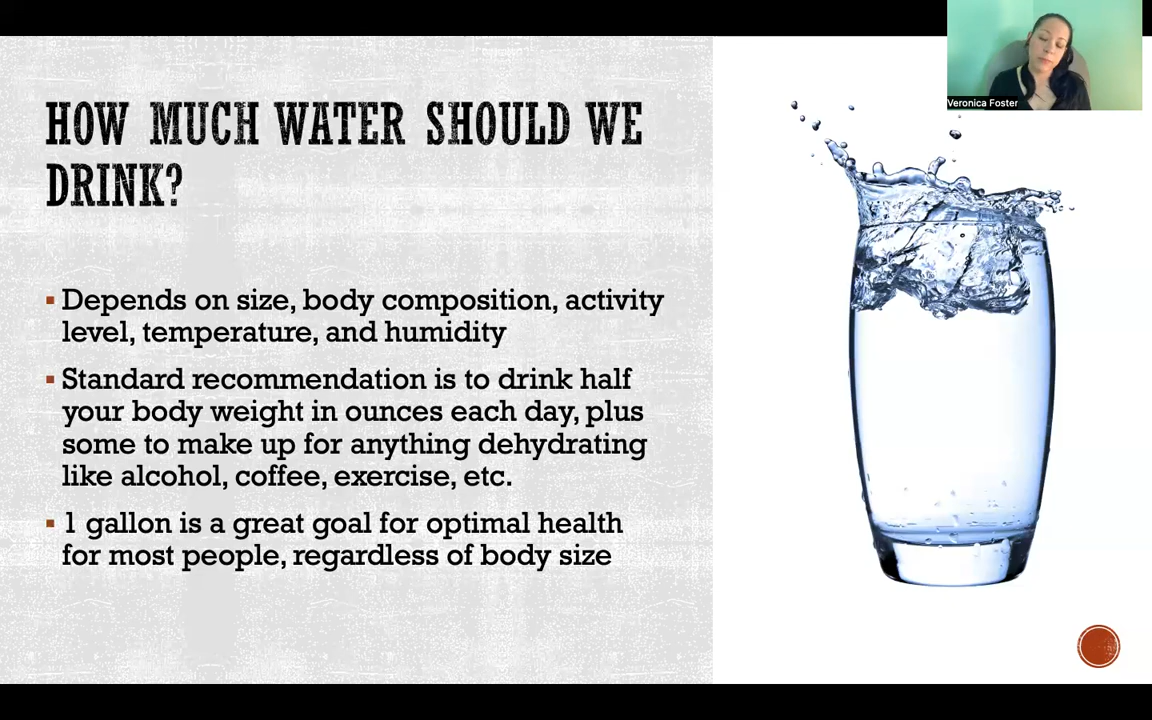 Veronica Foster
HOW MUCH WATER SHOULD WE
DRINK?
▪ Depends on size, body composition, activity
level, temperature, and humidity
▪ Standard recommendation is to drink half
your body weight in ounces each day, plus
some to make up for anything dehydrating
like alcohol, coffee, exercise, etc.
▪ 1 gallon is a great goal for optimal health
for most people, regardless of body size